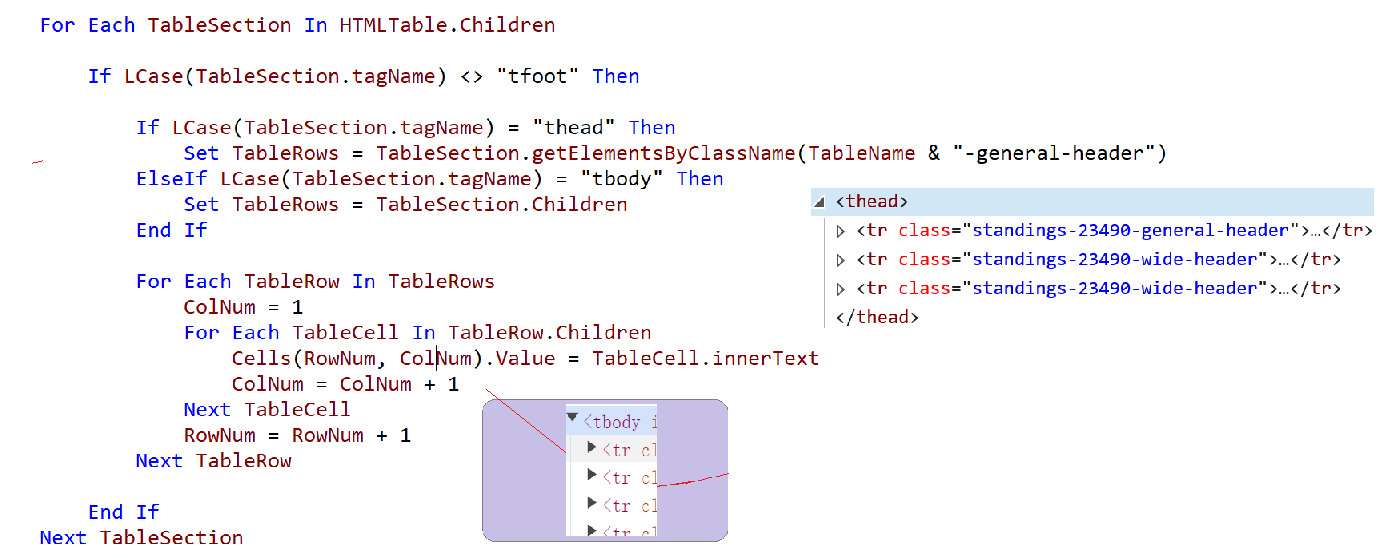 For Each TableSection In HTMLTable.Children
If LCase(TableSection.tagName) <> "tfoot" Then
If LCase(TableSection.tagName) = "thead" Then
Set TableRows = TableSection.getElementsByClassName(TableName & "-general-header")
ElseIf LCase(TableSection.tagName) = "tbody" Then
Set TableRows = TableSection.Children
End If
For Each TableRow In TableRows
ColNum = 1
For Each TableCell In TableRow.Children
Cells(RowNum, ColNum).Value = TableCell.innerText
ColNum = ColNum + 1
Next TableCell
RowNum = RowNum + 1
Next TableRow
End If
Next TableSection
<thead>
<tr class="standings-23490-general-header">…</tr>
<tr class="standings-23490-wide-header">…</tr>
<tr class="standings-23490-wide-header">…</tr>
</thead>
<tbody i
<tr cl
<tr cl
<tr cl
<tr cl